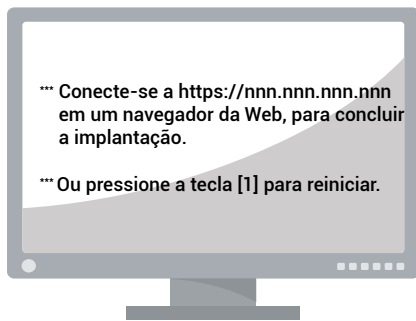 *** Conecte-se a https://nnn.nnn.nnn.nnn
em um navegador da Web, para concluir
a implantação.
*** Ou pressione a tecla [1] para reiniciar.